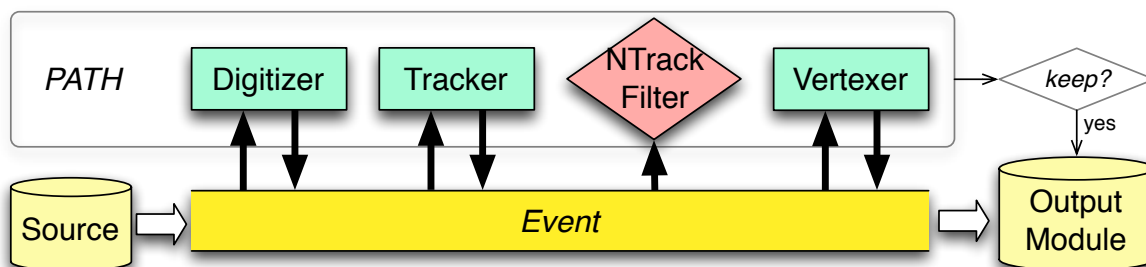 PATH
Digitizer
Tracker
NTrack
Filter
Vertexer
keep?
yes
Source
Event
Output
Module